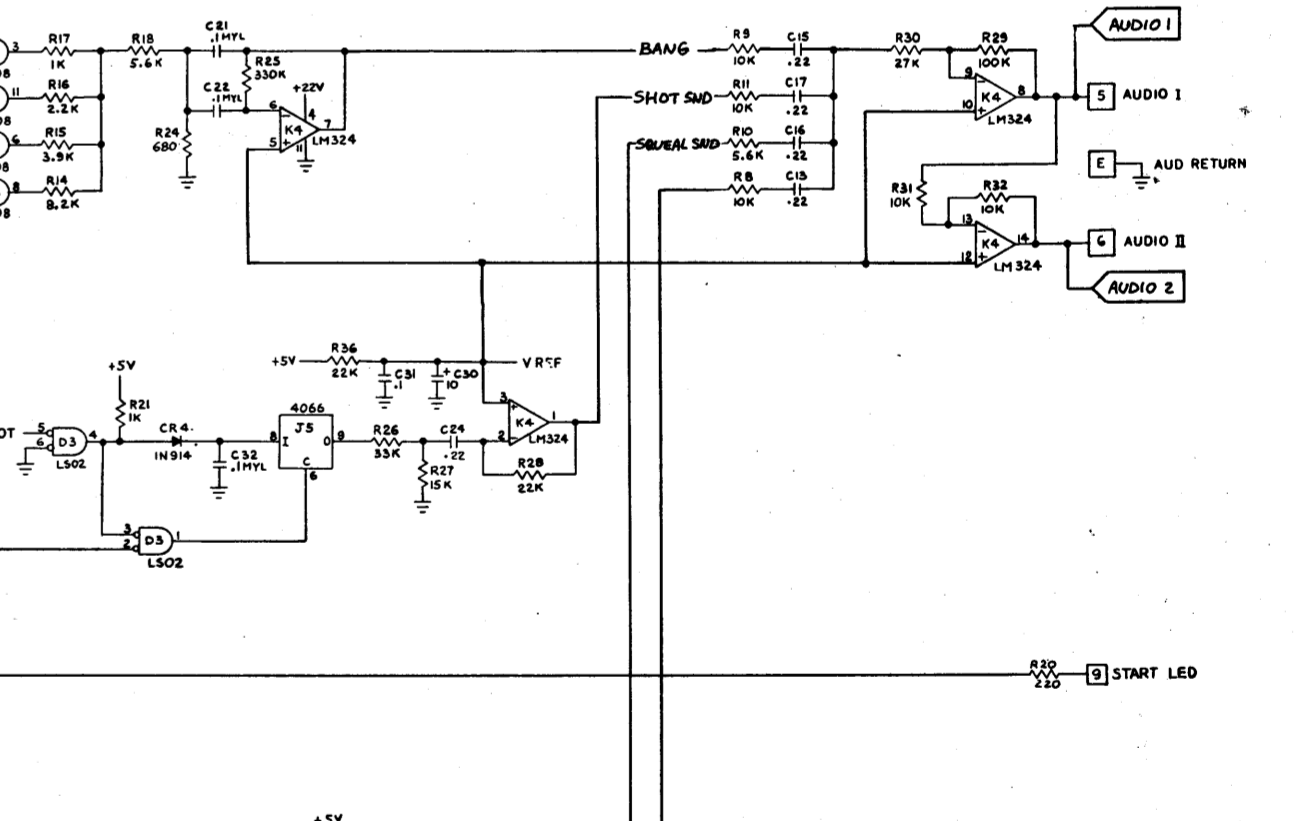 3
R17
1K
R18
5.6K
C21
.1MYL
R25
330K
BANG
R9
10K
C15
.22
R30
27K
R29
100K
AUDIO 1
8
11
R16
2.2K
C22
.1MYL
+22V
6
4
K4
7
LM324
5
+
11
SHOT SND
R11
10K
C17
.22
9
K4
8
10
+
LM324
5
AUDIO I
8
6
R15
3.9K
R24
680
SQUEAL SND
R10
5.6K
C16
.22
8
8
R14
8.2K
8
R8
10K
C13
.22
E
AUD RETURN
R31
10K
R32
10K
13
K4
14
12
+
LM324
6
AUDIO II
AUDIO 2
+5V
R36
22K
C31
.1
+
C30
10
VREF
+5V
R21
1K
3
+
K4
1
2
LM324
OT
5
6
D3
4
LS02
CR4
1N914
C32
.1MYL
4066
8
I
J5
O
9
C
6
R26
33K
C24
.22
R27
15K
R28
22K
3
2
D3
1
LS02
R20
220
9
START LED
+5V